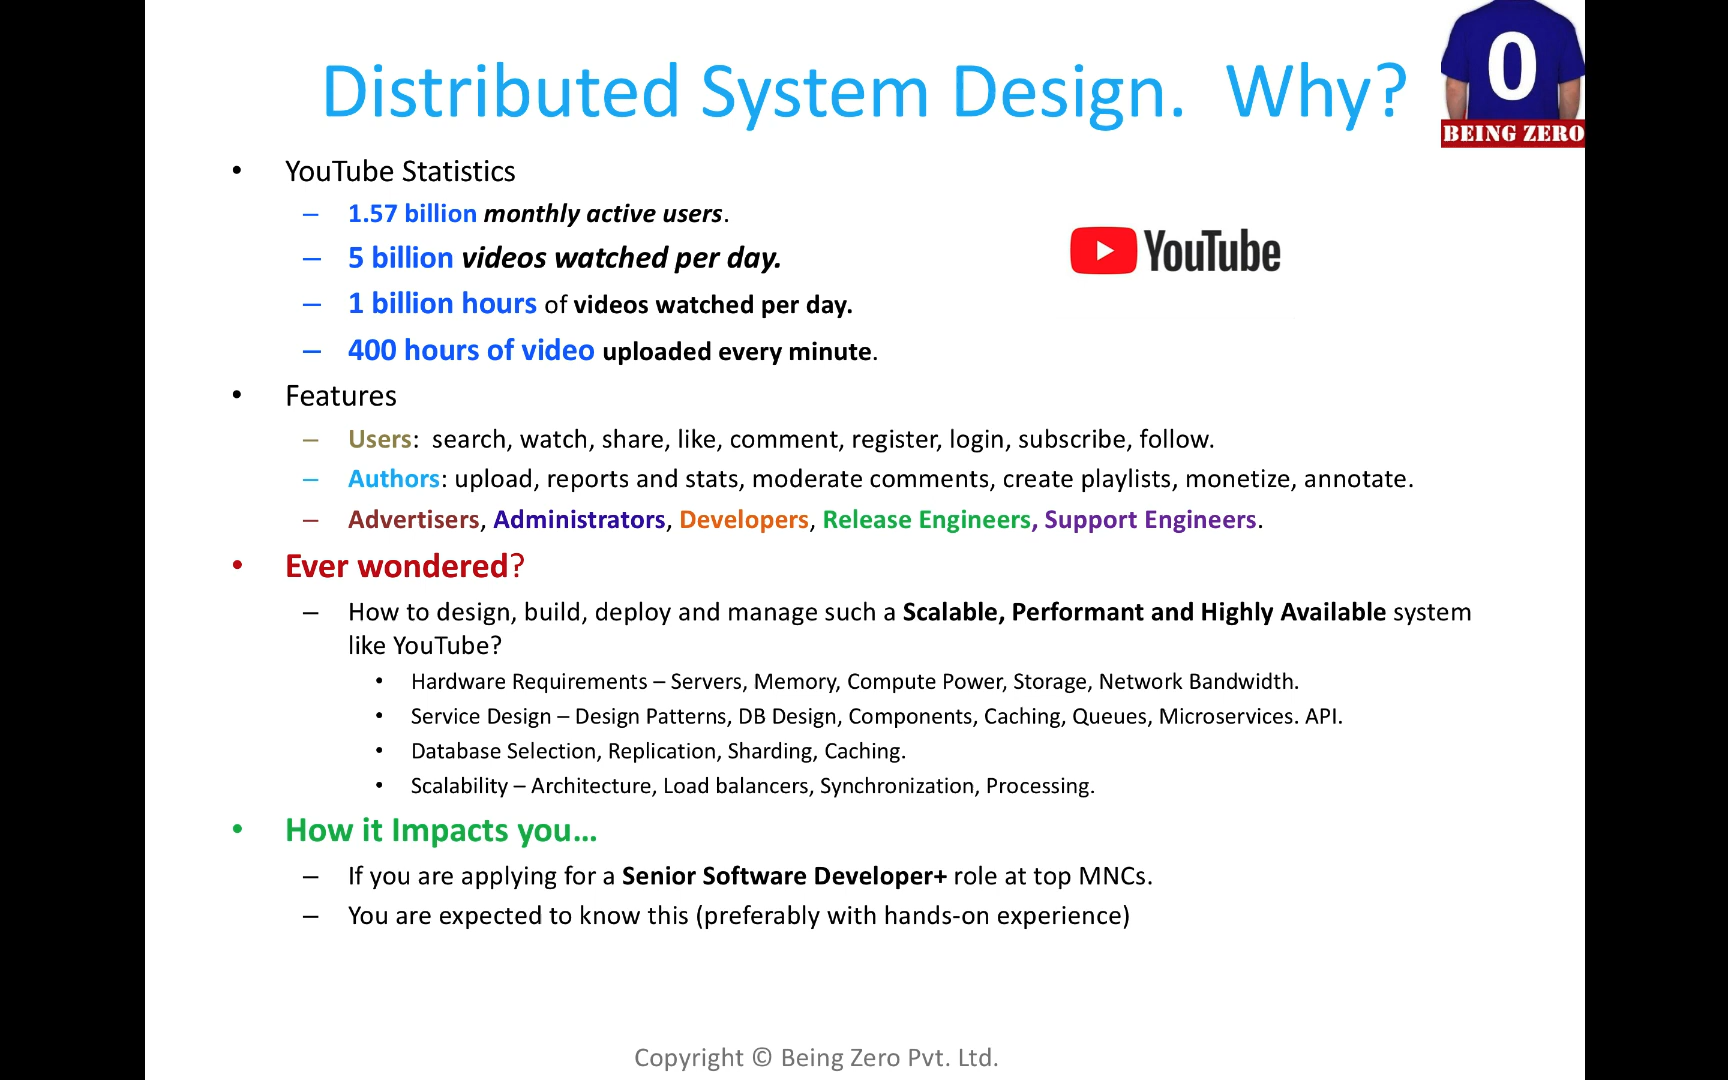 Distributed System Design.  Why?
0
BEING ZERO
• YouTube Statistics
– 1.57 billion monthly active users.
– 5 billion videos watched per day.
– 1 billion hours of videos watched per day.
– 400 hours of video uploaded every minute.
YouTube
• Features
– Users:  search, watch, share, like, comment, register, login, subscribe, follow.
– Authors: upload, reports and stats, moderate comments, create playlists, monetize, annotate.
– Advertisers, Administrators, Developers, Release Engineers, Support Engineers.
• Ever wondered?
– How to design, build, deploy and manage such a Scalable, Performant and Highly Available system
like YouTube?
• Hardware Requirements – Servers, Memory, Compute Power, Storage, Network Bandwidth.
• Service Design – Design Patterns, DB Design, Components, Caching, Queues, Microservices. API.
• Database Selection, Replication, Sharding, Caching.
• Scalability – Architecture, Load balancers, Synchronization, Processing.
• How it Impacts you…
– If you are applying for a Senior Software Developer+ role at top MNCs.
– You are expected to know this (preferably with hands-on experience)
Copyright © Being Zero Pvt. Ltd.